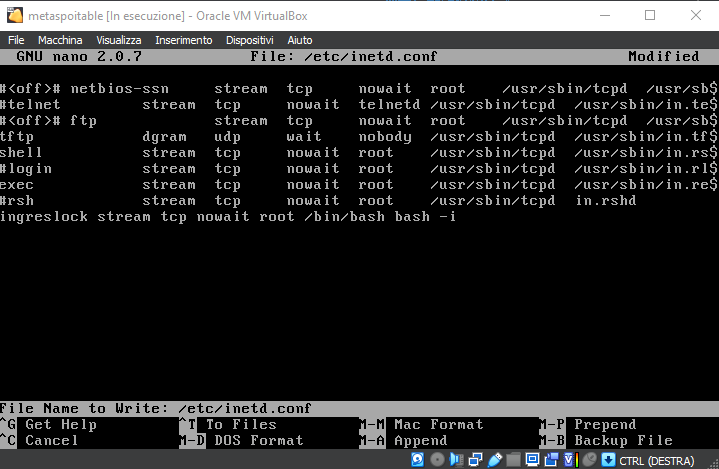 metaspoitable [In esecuzione] - Oracle VM VirtualBox
File Macchina Visualizza Inserimento Dispositivi Aiuto
GNU nano 2.0.7 File: /etc/inetd.conf Modified
#<off># netbios-ssn stream tcp nowait root /usr/sbin/tcpd /usr/sb$
#telnet stream tcp nowait telnetd /usr/sbin/tcpd /usr/sbin/in.te$
#<off># ftp stream tcp nowait root /usr/sbin/tcpd /usr/sb$
tftp dgram udp wait nobody /usr/sbin/tcpd /usr/sbin/in.tf$
shell stream tcp nowait root /usr/sbin/tcpd /usr/sbin/in.rs$
#login stream tcp nowait root /usr/sbin/tcpd /usr/sbin/in.rl$
exec stream tcp nowait root /usr/sbin/tcpd /usr/sbin/in.re$
#rsh stream tcp nowait root /usr/sbin/tcpd in.rshd
ingreslock stream tcp nowait root /bin/bash bash -i
File Name to Write: /etc/inetd.conf
^G Get Help ^T To Files M-M Mac Format M-P Prepend
^C Cancel M-D DOS Format M-A Append M-B Backup File
CTRL (DESTRA)